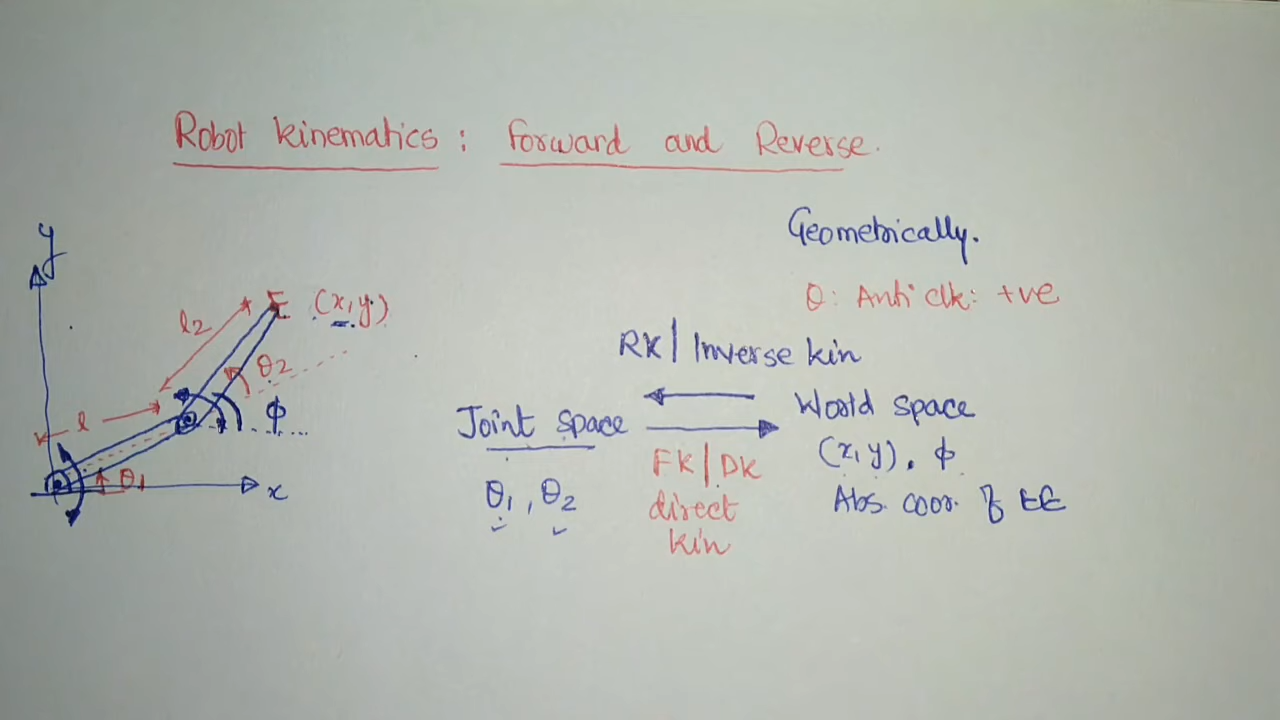 Robot kinematics : Forward and Reverse.
Geometrically.
θ: Anti clk: +ve
y
l2
E (x,y)
θ2
l
ϕ
θ1
x
RK| Inverse kin
Joint space
World space
θ1 , θ2
FK|DK
direct
kin
(x,y), ϕ
Abs. coor. of EE